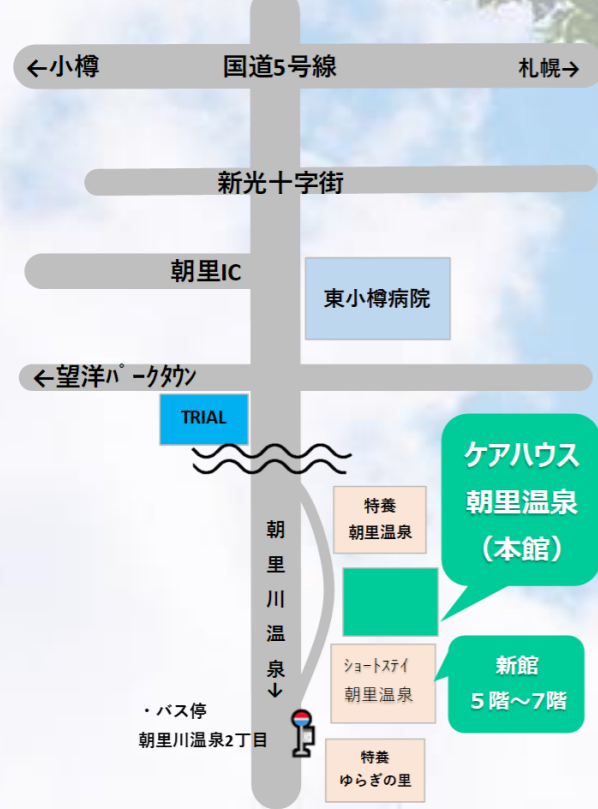 ←小樽
国道5号線
札幌→
新光十字街
朝里IC
東小樽病院
←望洋ﾊﾟｰｸﾀｳﾝ
TRIAL
ケアハウス
朝里温泉
（本館）
特養
朝里温泉
朝里川温泉↓
ｼｮｰﾄｽﾃｲ
朝里温泉
新館
５階～7階
・バス停
朝里川温泉2丁目
特養
ゆらぎの里